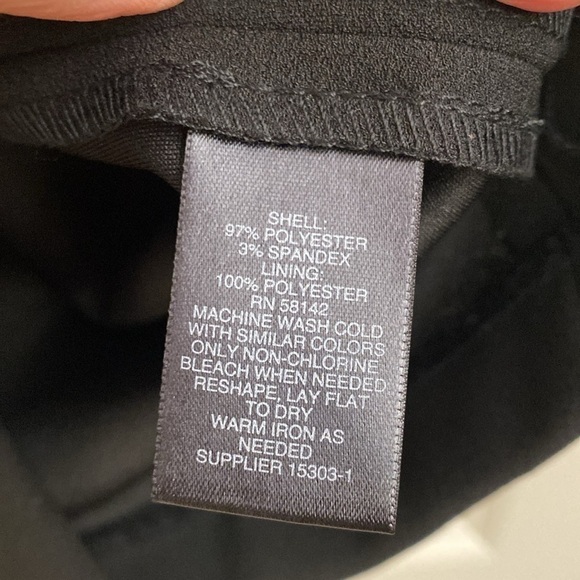 SHELL:
97% POLYESTER
3% SPANDEX
LINING:
100% POLYESTER
RN 58142
MACHINE WASH COLD
WITH SIMILAR COLORS
ONLY NON-CHLORINE
BLEACH WHEN NEEDED
RESHAPE, LAY FLAT
TO DRY
WARM IRON AS
NEEDED
SUPPLIER 15303-1